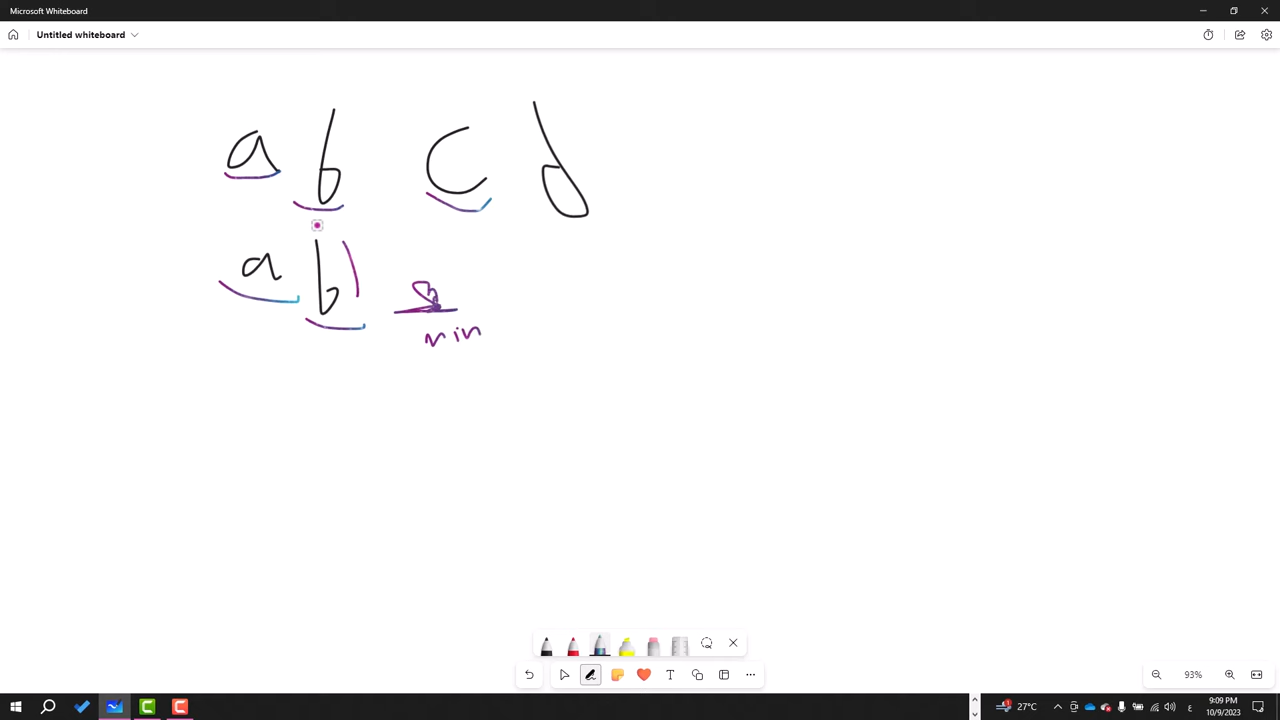 Microsoft Whiteboard
Untitled whiteboard
a b c d
a b
min
93%
27°C
9:09 PM
10/9/2023